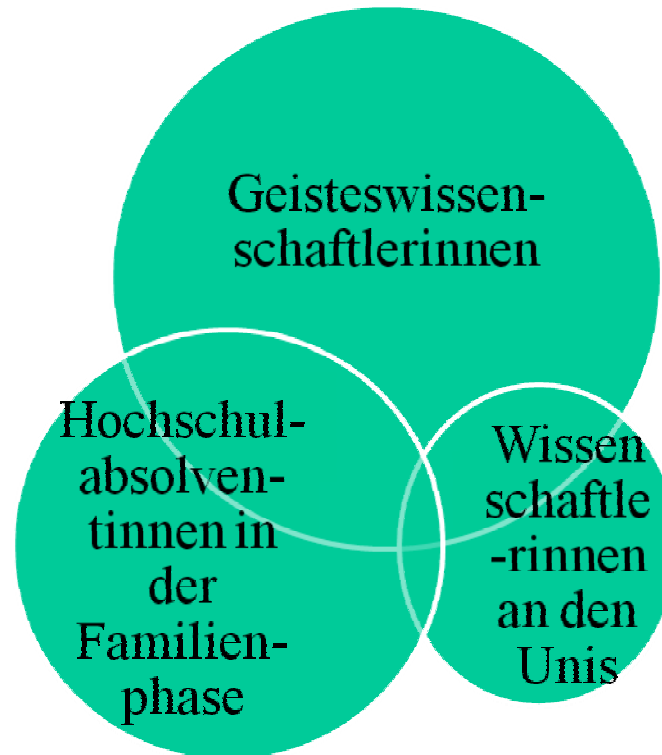 Geisteswissen-
schaftlerinnen
Hochschul-
absolven-
tinnen in
der
Familien-
phase
Wissen
schaftle
-rinnen
an den
Unis